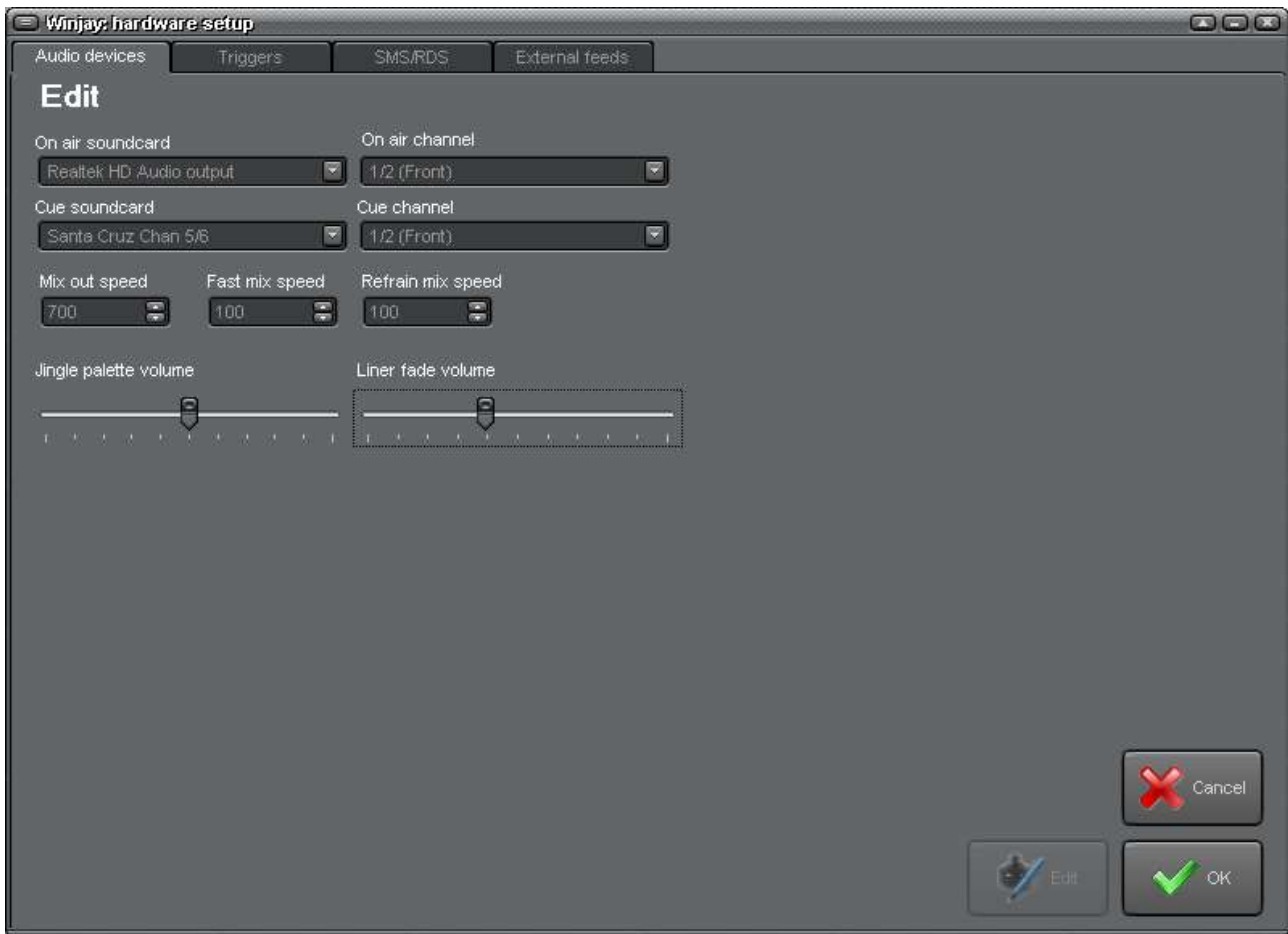 Winjay: hardware setup
Audio devices Triggers SMS/RDS External feeds
Edit
On air soundcard On air channel
Realtek HD Audio output 1/2 (Front)
Cue soundcard Cue channel
Santa Cruz Chan 5/6 1/2 (Front)
Mix out speed Fast mix speed Refrain mix speed
700 100 100
Jingle palette volume Liner fade volume
Cancel
Edit OK